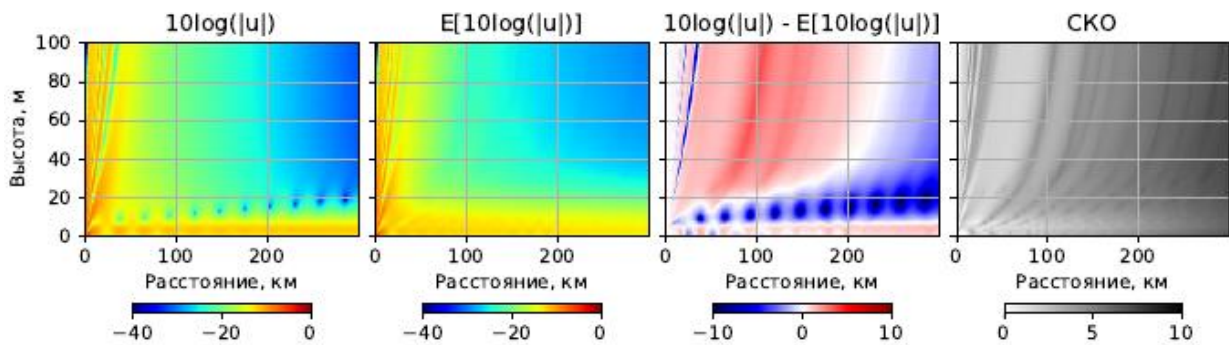 10log(|u|) E[10log(|u|)] 10log(|u|) - E[10log(|u|)] СКО
Высота, м
100
80
60
40
20
0
0 100 200 0 100 200 0 100 200 0 100 200
Расстояние, км Расстояние, км Расстояние, км Расстояние, км
−40 −20 0 −40 −20 0 −10 0 10 0 5 10